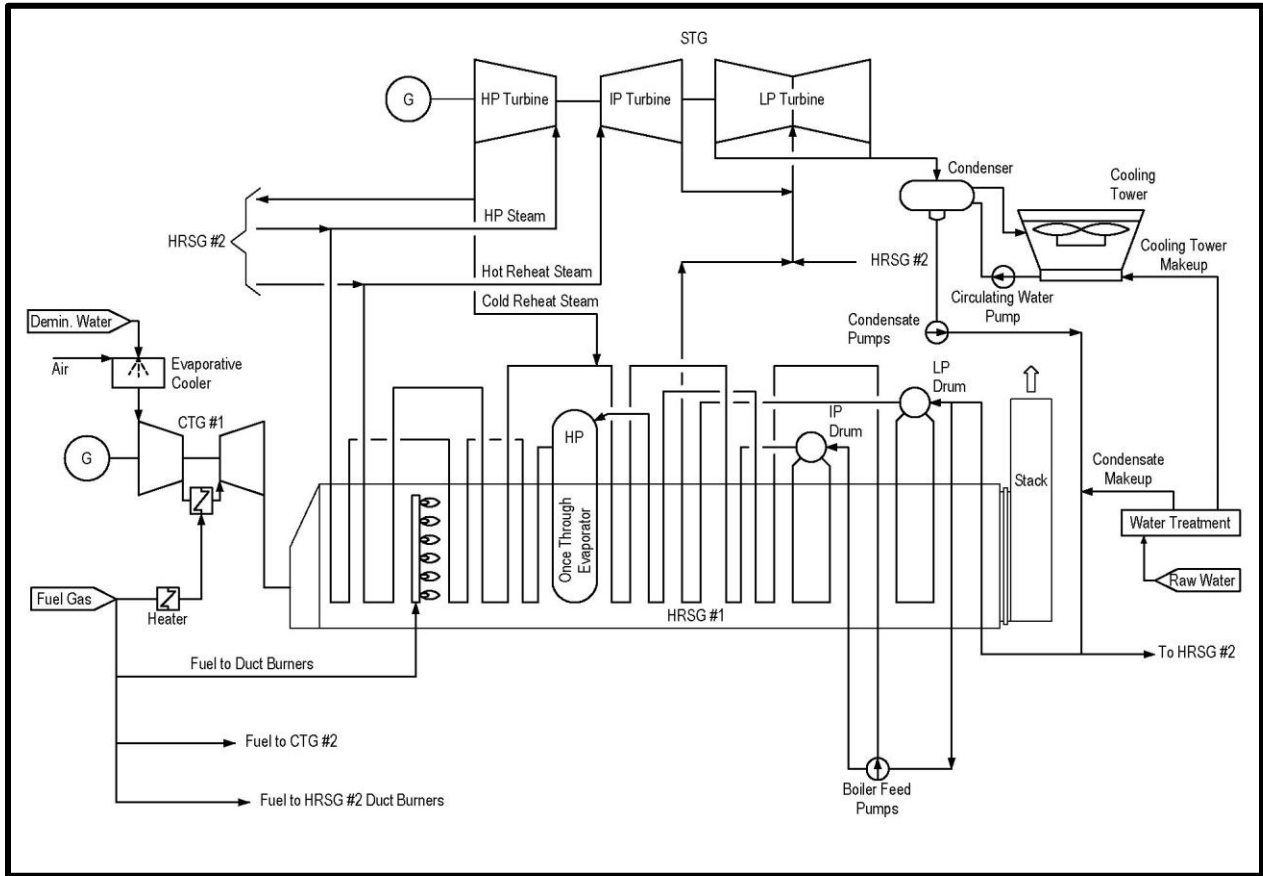 STG
G
HP Turbine
IP Turbine
LP Turbine
Condenser
Cooling
Tower
HP Steam
HRSG #2
Hot Reheat Steam
Cold Reheat Steam
HRSG #2
Cooling Tower
Makeup
Circulating Water
Pump
Condensate
Pumps
Demin. Water
Air
Evaporative
Cooler
CTG #1
G
LP
Drum
IP
Drum
HP
Once Through
Evaporator
Stack
Condensate
Makeup
Water Treatment
Raw Water
Fuel Gas
Heater
HRSG #1
Fuel to Duct Burners
To HRSG #2
Fuel to CTG #2
Fuel to HRSG #2 Duct Burners
Boiler Feed
Pumps